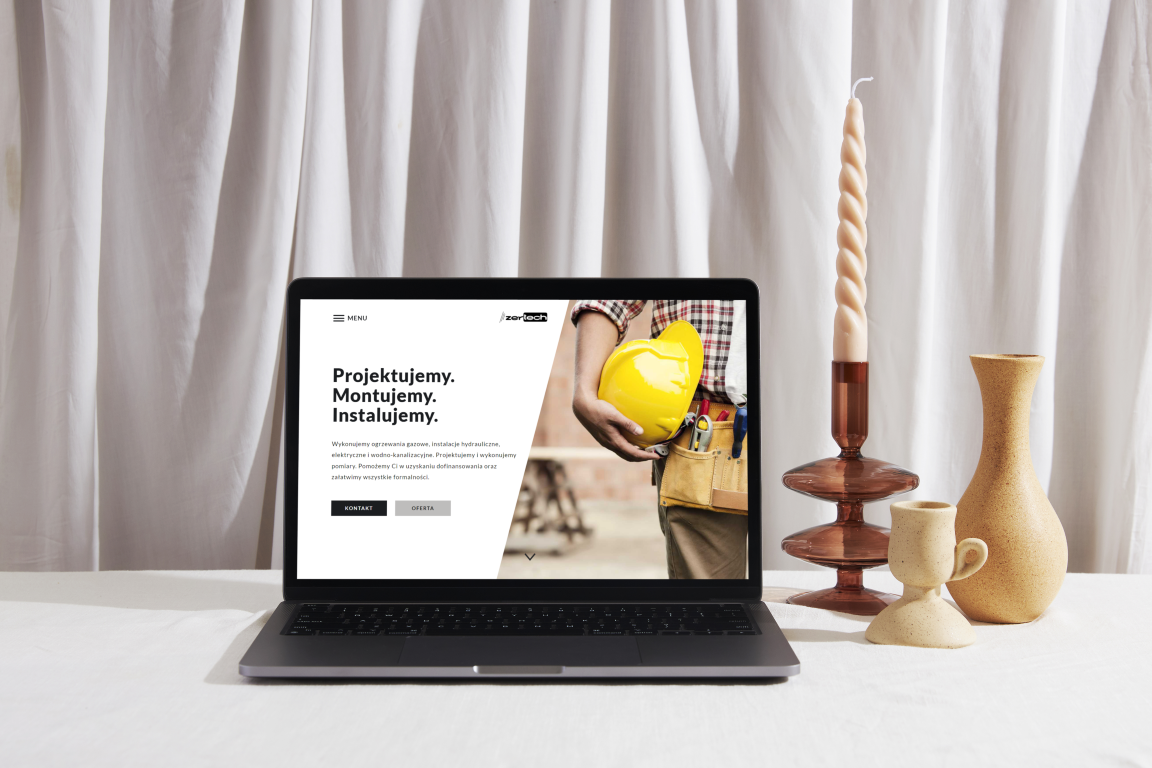 MENU
zertech
Projektujemy.
Montujemy.
Instalujemy.
Wykonujemy ogrzewania gazowe, instalacje hydrauliczne,
elektryczne i wodno-kanalizacyjne. Projektujemy i wykonujemy
pomiary. Pomożemy Ci w uzyskaniu dofinansowania oraz
załatwimy wszystkie formalności.
KONTAKT
OFERTA